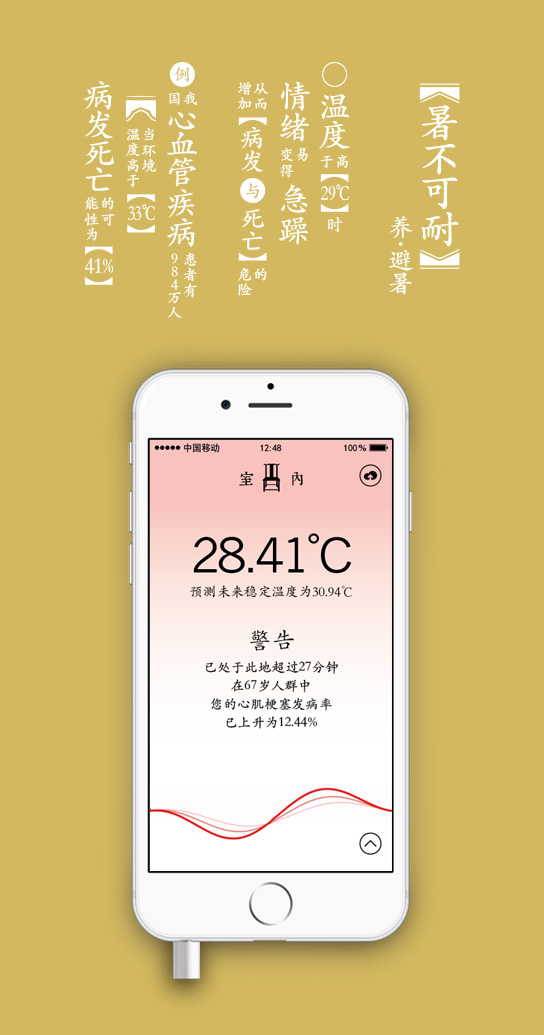 《暑不可耐》
养·避暑
〇温度高于【29℃】时
情绪易变得急躁
从而增加【病发与死亡】的危险
例 我国心血管疾病患者有984万人
《当环境温度高于【33℃】
病发死亡的可能性为【41%】
中国移动 12:48 100%
室内
28.41℃
预测未来稳定温度为30.94℃
警告
已处于此地超过27分钟
在67岁人群中
您的心肌梗塞发病率
已上升为12.44%